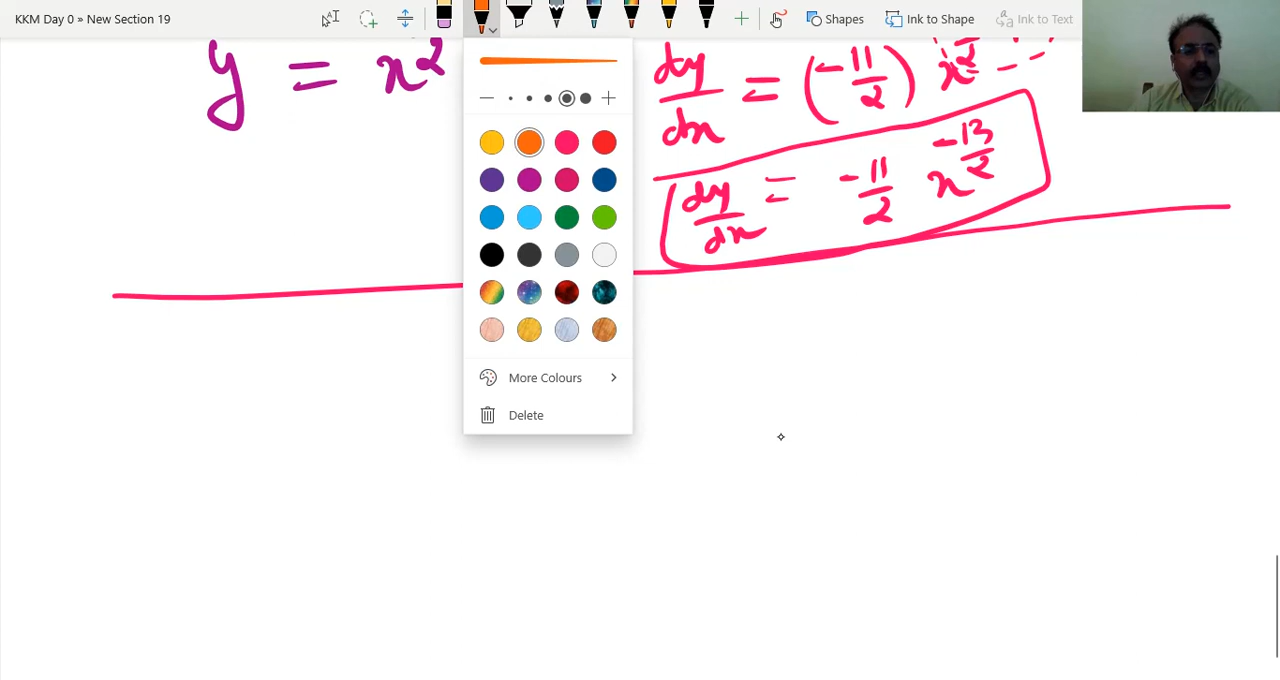 KKM Day 0 » New Section 19
Shapes
Ink to Shape
Ink to Text
y = x²
dy/dx = (-11/2) x
dy/dx = -11/2 x^(-13/2)
More Colours
Delete